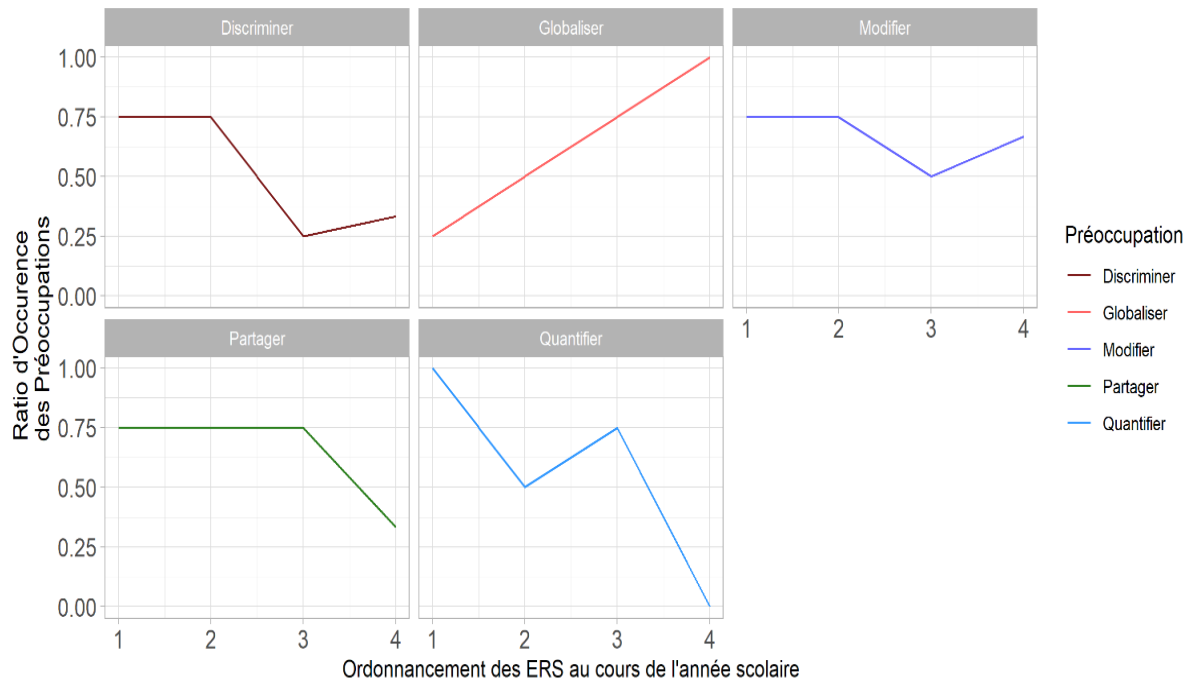 Discriminer
Globaliser
Modifier
1.00
0.75
0.50
0.25
0.00
1 2 3 4
Partager
Quantifier
1.00
0.75
0.50
0.25
0.00
1 2 3 4
1 2 3 4
Ratio d'Occurence
des Préoccupations
Ordonnancement des ERS au cours de l'année scolaire
Préoccupation
Discriminer
Globaliser
Modifier
Partager
Quantifier